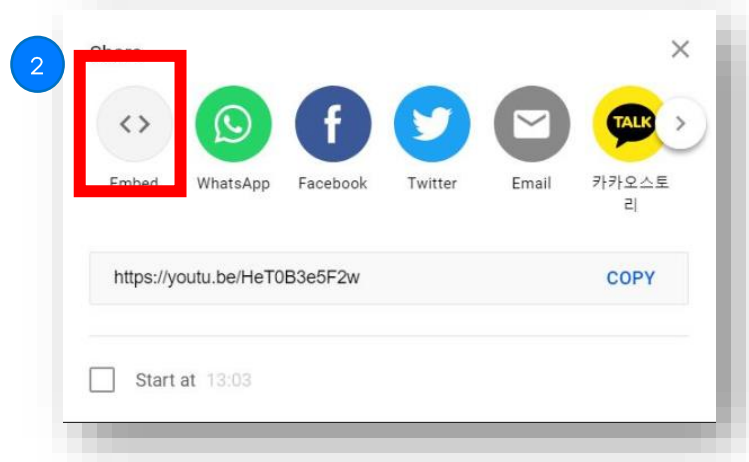 2
Share
Embed
WhatsApp
Facebook
Twitter
Email
TALK
카카오스토
리
https://youtu.be/HeT0B3e5F2w
COPY
Start at 13:03